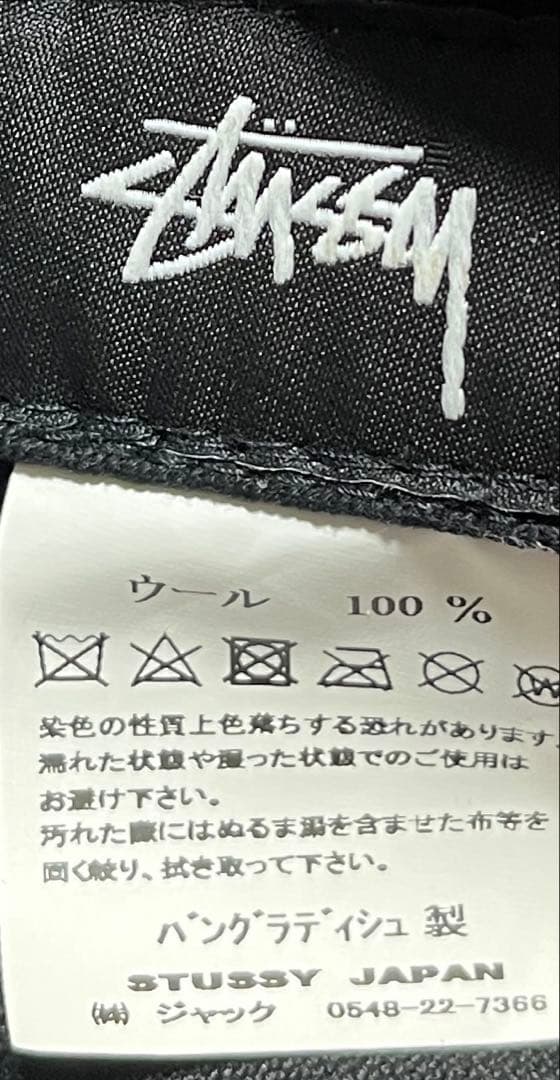 Stüssy
ウール 100 %
染色の性質上色落ちする恐れがあります
濡れた状態や湿った状態でのご使用は
お避け下さい。
汚れた際にはぬるま湯を含ませた布等を
固く絞り、拭き取って下さい。
バングラディシュ 製
STUSSY JAPAN
㈱ ジャック 0548-22-7366